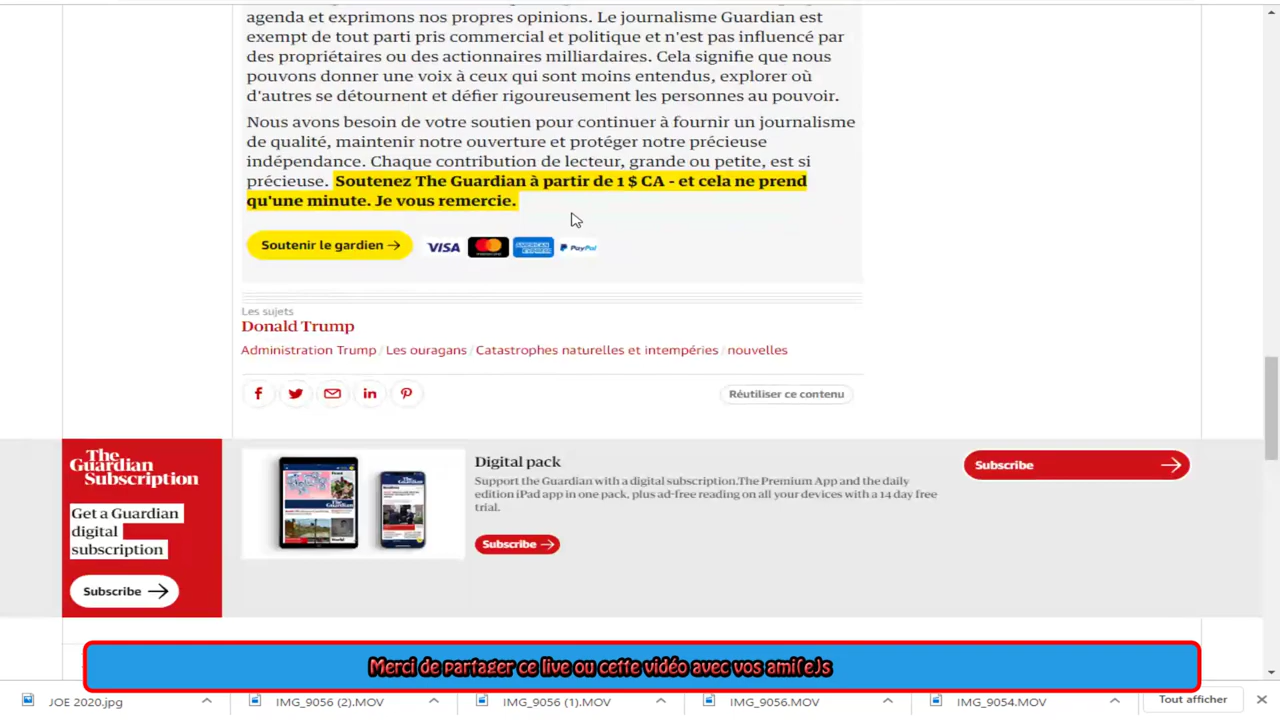 agenda et exprimons nos propres opinions. Le journalisme Guardian est
exempt de tout parti pris commercial et politique et n'est pas influencé par
des propriétaires ou des actionnaires milliardaires. Cela signifie que nous
pouvons donner une voix à ceux qui sont moins entendus, explorer où
d'autres se détournent et défier rigoureusement les personnes au pouvoir.
Nous avons besoin de votre soutien pour continuer à fournir un journalisme
de qualité, maintenir notre ouverture et protéger notre précieuse
indépendance. Chaque contribution de lecteur, grande ou petite, est si
précieuse. Soutenez The Guardian à partir de 1 $ CA - et cela ne prend
qu'une minute. Je vous remercie.
Soutenir le gardien →
VISA
AMERICAN EXPRESS
PayPal
Les sujets
Donald Trump
Administration Trump / Les ouragans / Catastrophes naturelles et intempéries / nouvelles
Réutiliser ce contenu
The
Guardian
Subscription
Get a Guardian
digital
subscription
Subscribe →
Digital pack
Support the Guardian with a digital subscription.The Premium App and the daily
edition iPad app in one pack, plus ad-free reading on all your devices with a 14 day free
trial.
Subscribe →
Subscribe →
Merci de partager ce live ou cette vidéo avec vos ami(e)s
JOE 2020.jpg
IMG_9056 (2).MOV
IMG_9056 (1).MOV
IMG_9056.MOV
IMG_9054.MOV
Tout afficher